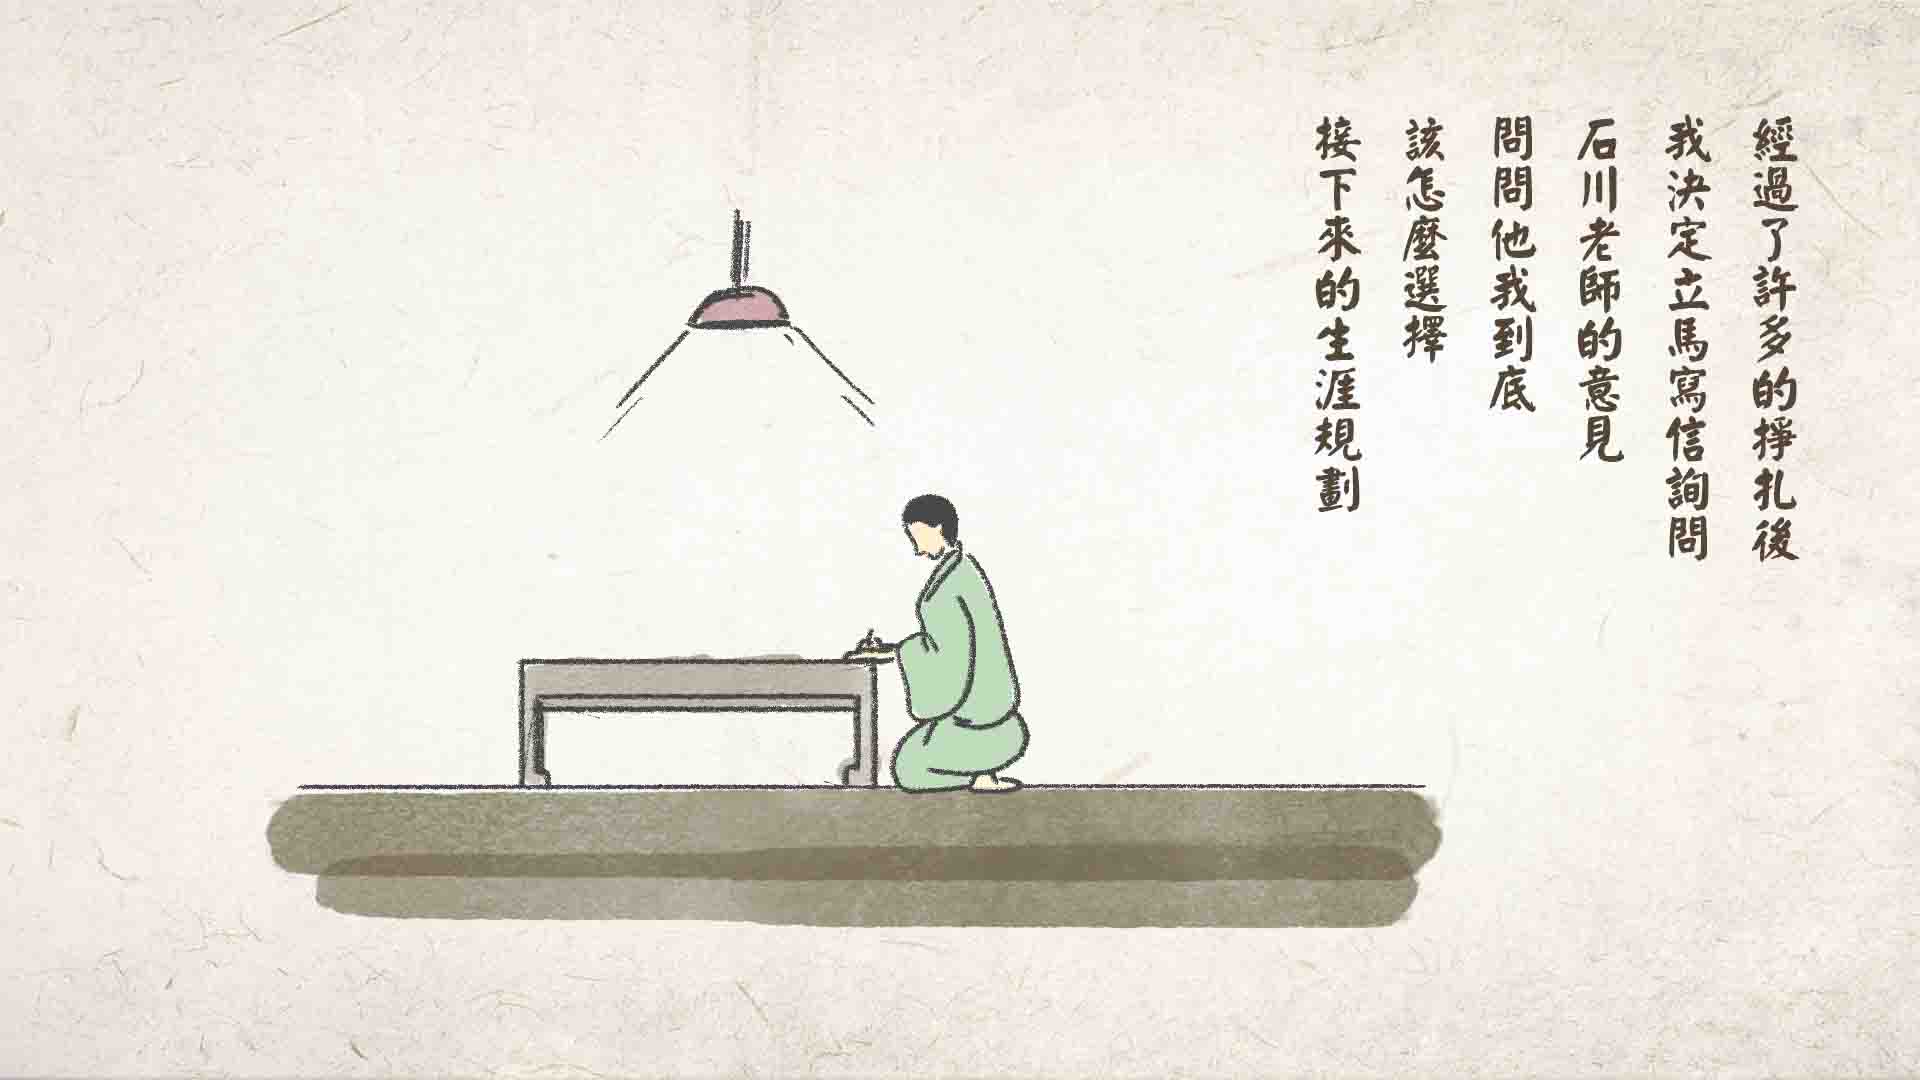 經過了許多的掙扎後
我決定立馬寫信詢問
石川老師的意見
問問他我到底
該怎麼選擇
接下來的生涯規劃